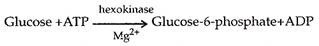 hexokinase
Glucose +ATP ⟶ Glucose-6-phosphate+ADP
Mg²⁺